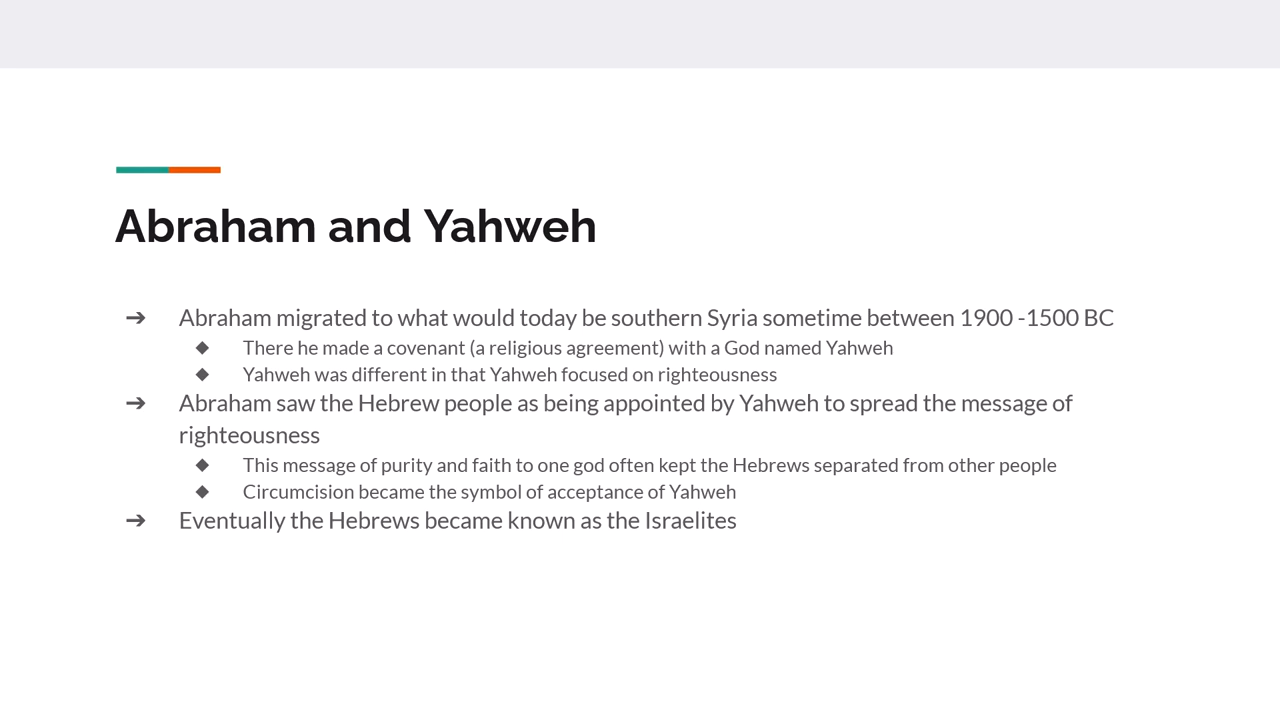 Abraham and Yahweh
➔ Abraham migrated to what would today be southern Syria sometime between 1900 -1500 BC
◆ There he made a covenant (a religious agreement) with a God named Yahweh
◆ Yahweh was different in that Yahweh focused on righteousness
➔ Abraham saw the Hebrew people as being appointed by Yahweh to spread the message of
righteousness
◆ This message of purity and faith to one god often kept the Hebrews separated from other people
◆ Circumcision became the symbol of acceptance of Yahweh
➔ Eventually the Hebrews became known as the Israelites